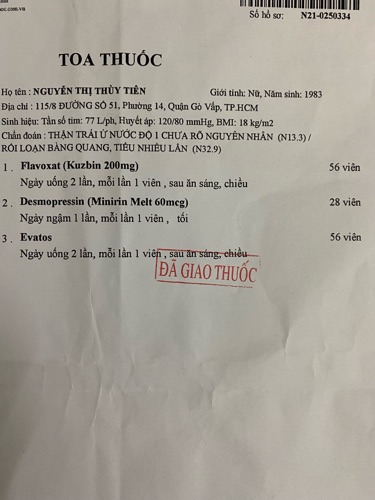 oc.com.vn
Số hồ sơ: N21-0250334
TOA THUỐC
Họ tên : NGUYỄN THỊ THÙY TIÊN Giới tính: Nữ, Năm sinh: 1983
Địa chỉ : 115/8 ĐƯỜNG SỐ 51, Phường 14, Quận Gò Vấp, TP.HCM
Sinh hiệu: Tần số tim: 77 L/ph, Huyết áp: 120/80 mmHg, BMI: 18 kg/m2
Chẩn đoán : THẬN TRÁI Ứ NƯỚC ĐỘ 1 CHƯA RÕ NGUYÊN NHÂN (N13.3) /
RỐI LOẠN BÀNG QUANG, TIỂU NHIỀU LẦN (N32.9)
1 . Flavoxat (Kuzbin 200mg) 56 viên
Ngày uống 2 lần, mỗi lần 1 viên , sau ăn sáng, chiều
2 . Desmopressin (Minirin Melt 60mcg) 28 viên
Ngày ngậm 1 lần, mỗi lần 1 viên , tối
3 . Evatos 56 viên
Ngày uống 2 lần, mỗi lần 1 viên , sau ăn sáng, chiều
ĐÃ GIAO THUỐC